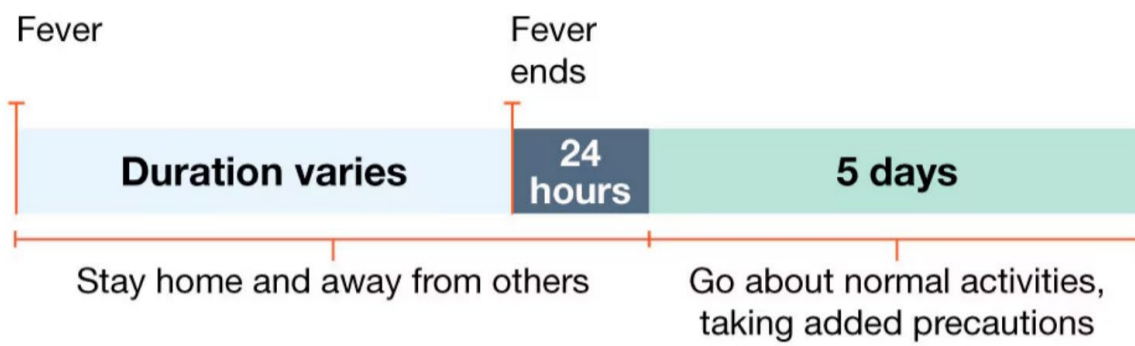 Fever
Fever
ends
Duration varies
24
hours
5 days
Stay home and away from others
Go about normal activities,
taking added precautions